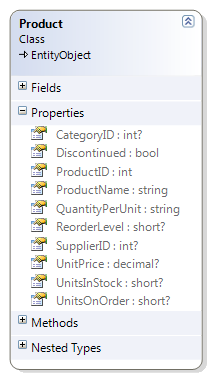 Product
Class
EntityObject
Fields
Properties
CategoryID : int?
Discontinued : bool
ProductID : int
ProductName : string
QuantityPerUnit : string
ReorderLevel : short?
SupplierID : int?
UnitPrice : decimal?
UnitsInStock : short?
UnitsOnOrder : short?
Methods
Nested Types